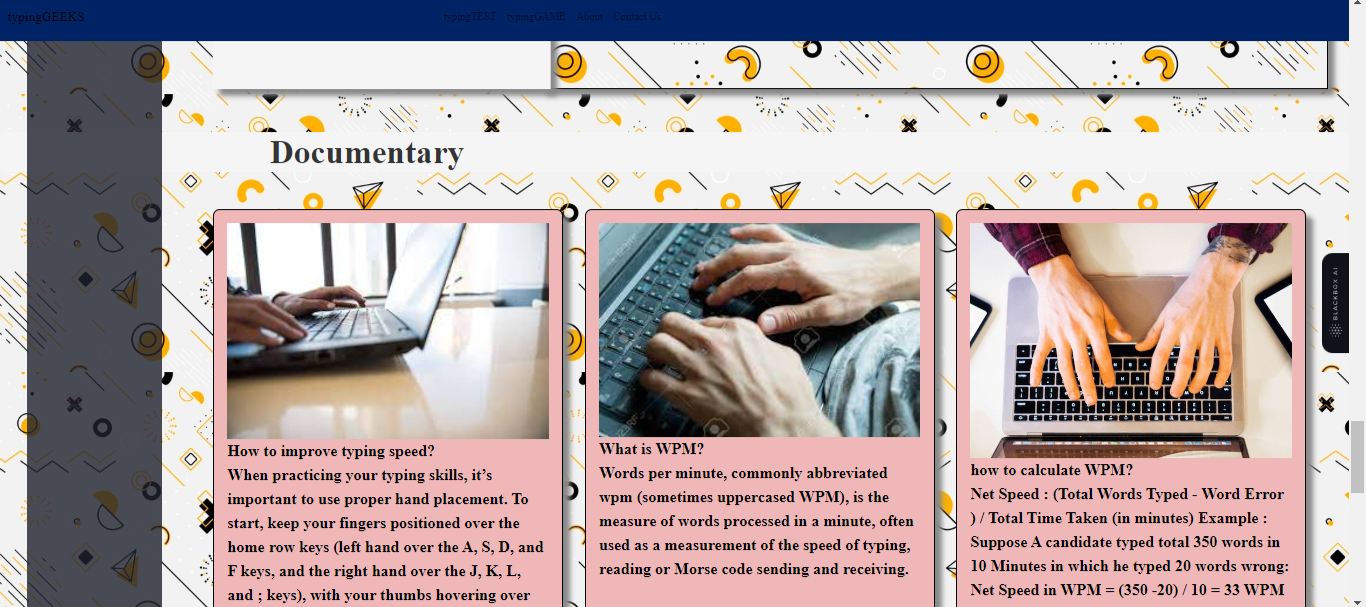 typingGEEKS
typingTEST typingGAME About Contact Us
Documentary
How to improve typing speed?
When practicing your typing skills, it’s
important to use proper hand placement. To
start, keep your fingers positioned over the
home row keys (left hand over the A, S, D, and
F keys, and the right hand over the J, K, L,
and ; keys), with your thumbs hovering over
What is WPM?
Words per minute, commonly abbreviated
wpm (sometimes uppercased WPM), is the
measure of words processed in a minute, often
used as a measurement of the speed of typing,
reading or Morse code sending and receiving.
how to calculate WPM?
Net Speed : (Total Words Typed - Word Error
) / Total Time Taken (in minutes) Example :
Suppose A candidate typed total 350 words in
10 Minutes in which he typed 20 words wrong:
Net Speed in WPM = (350 -20) / 10 = 33 WPM
BLACKBOX AI